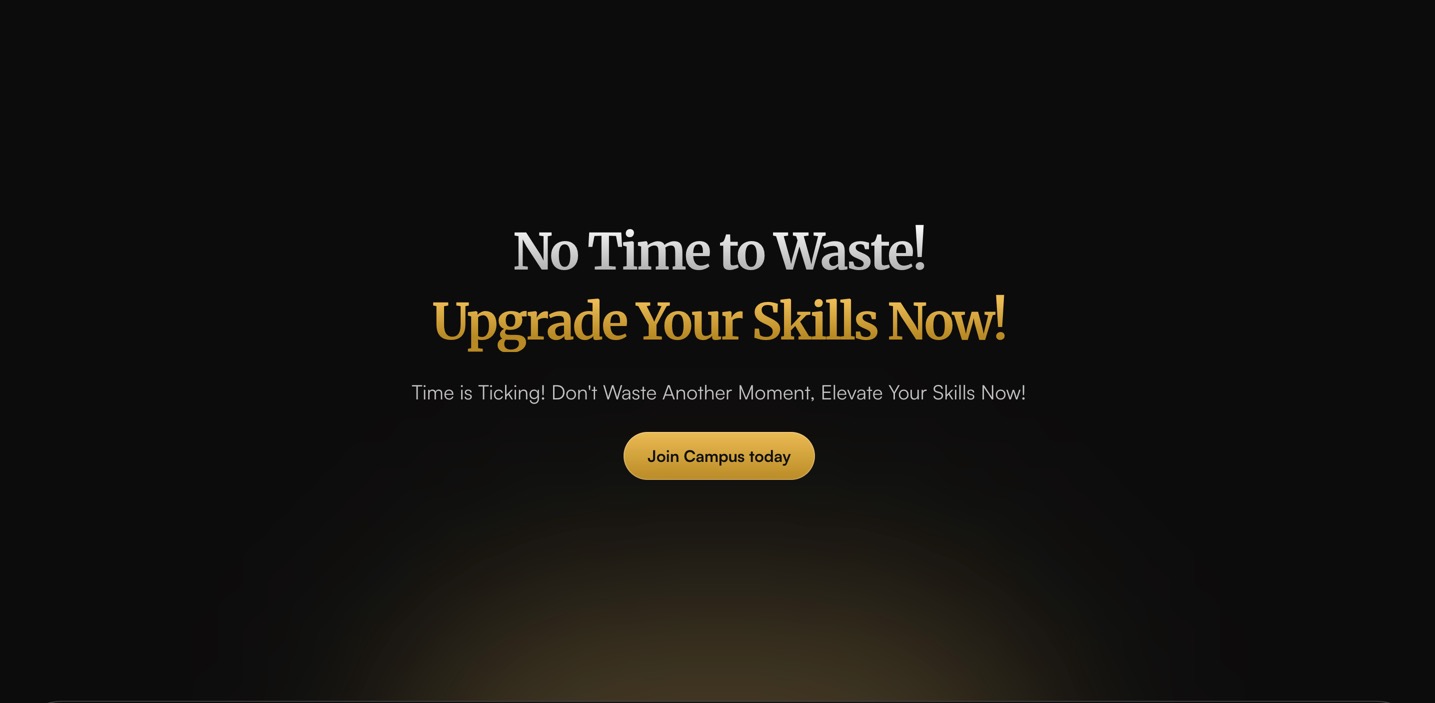 No Time to Waste!
Upgrade Your Skills Now!
Time is Ticking! Don't Waste Another Moment, Elevate Your Skills Now!
Join Campus today